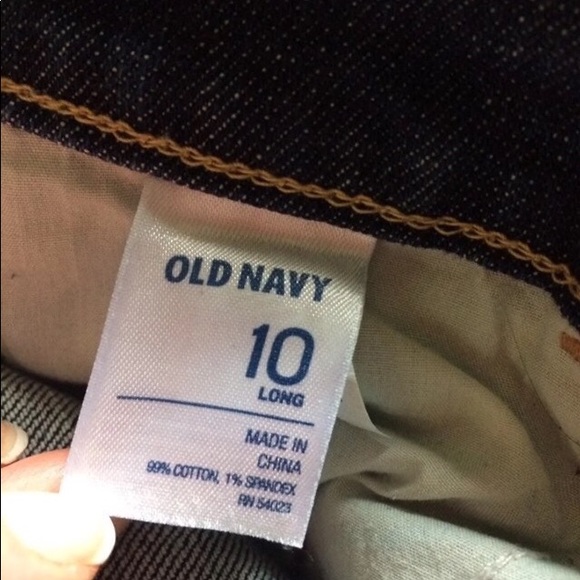 OLD NAVY
10
LONG
MADE IN
CHINA
99% COTTON, 1% SPANDEX
RN 54023